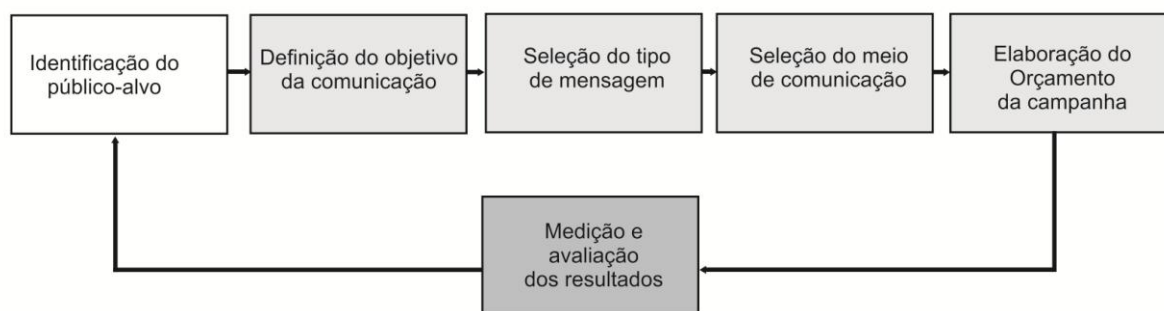 Identificação do
público-alvo
Definição do objetivo
da comunicação
Seleção do tipo
de mensagem
Seleção do meio
de comunicação
Elaboração do
Orçamento
da campanha
Medição e
avaliação
dos resultados